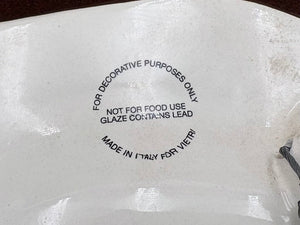 FOR DECORATIVE PURPOSES ONLY
NOT FOR FOOD USE
GLAZE CONTAINS LEAD
MADE IN ITALY FOR VIETRI